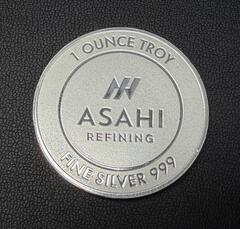 1 OUNCE TROY
ASAHI
REFINING
FINE SILVER 999